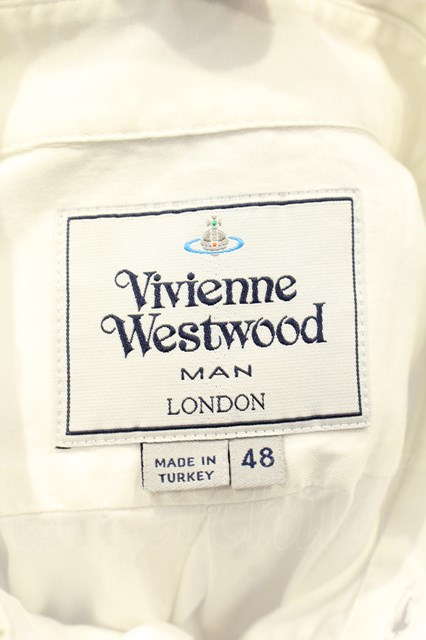 Vivienne
Westwood
MAN
LONDON
MADE IN
TURKEY
48